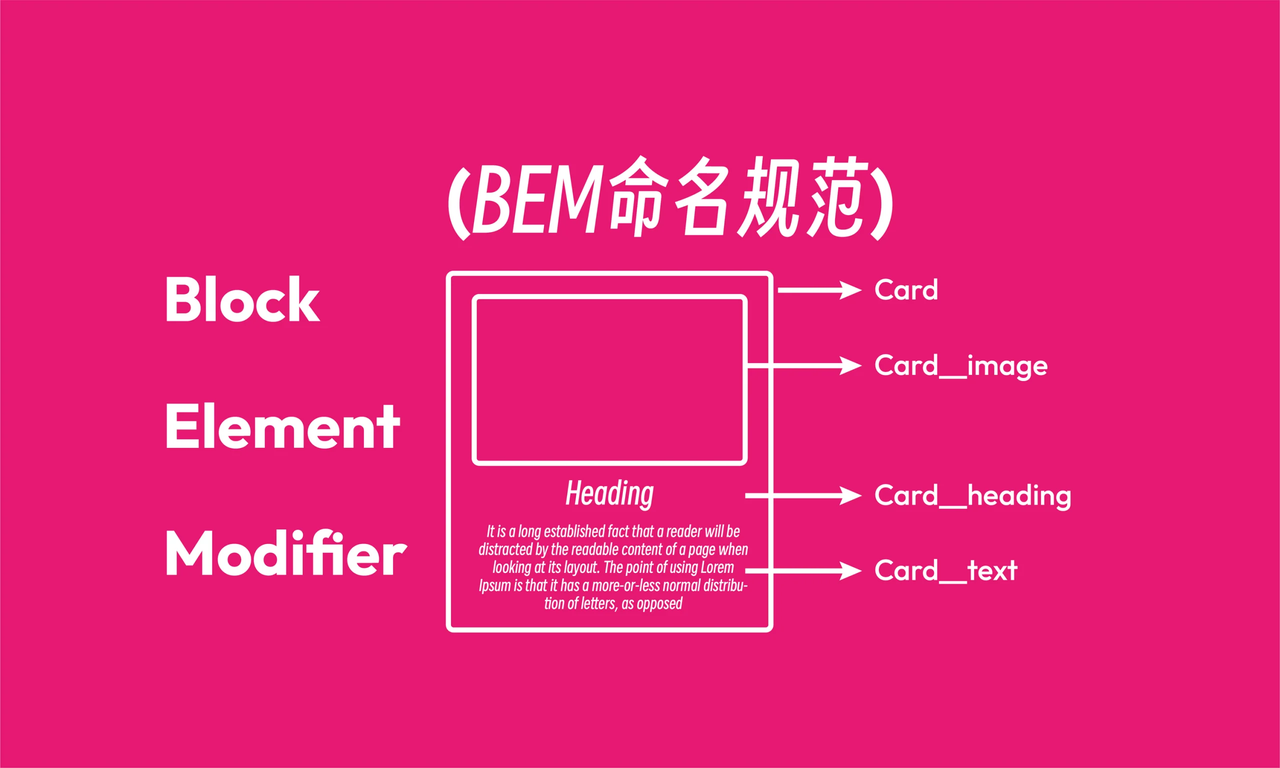 (BEM命名规范)
Block
Element
Modifier
Heading
It is a long established fact that a reader will be
distracted by the readable content of a page when
looking at its layout. The point of using Lorem
Ipsum is that it has a more-or-less normal distribu-
tion of letters, as opposed
Card
Card__image
Card__heading
Card__text